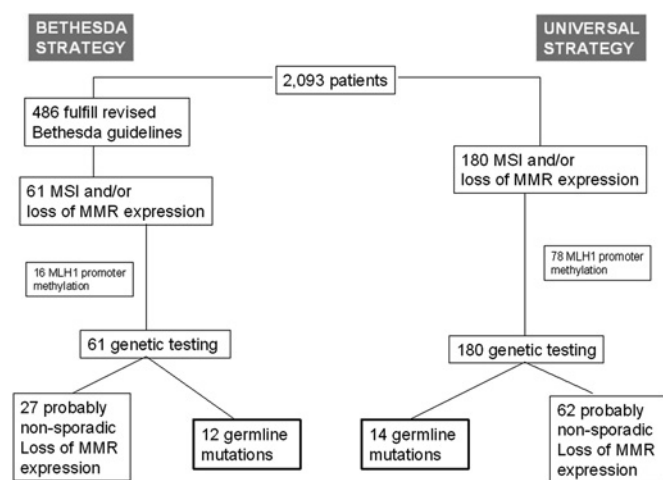 BETHESDA
STRATEGY
UNIVERSAL
STRATEGY
2,093 patients
486 fulfill revised
Bethesda guidelines
180 MSI and/or
loss of MMR expression
61 MSI and/or
loss of MMR expression
16 MLH1 promoter
methylation
78 MLH1 promoter
methylation
61 genetic testing
180 genetic testing
27 probably
non-sporadic
Loss of MMR
expression
12 germline
mutations
14 germline
mutations
62 probably
non-sporadic
Loss of MMR
expression